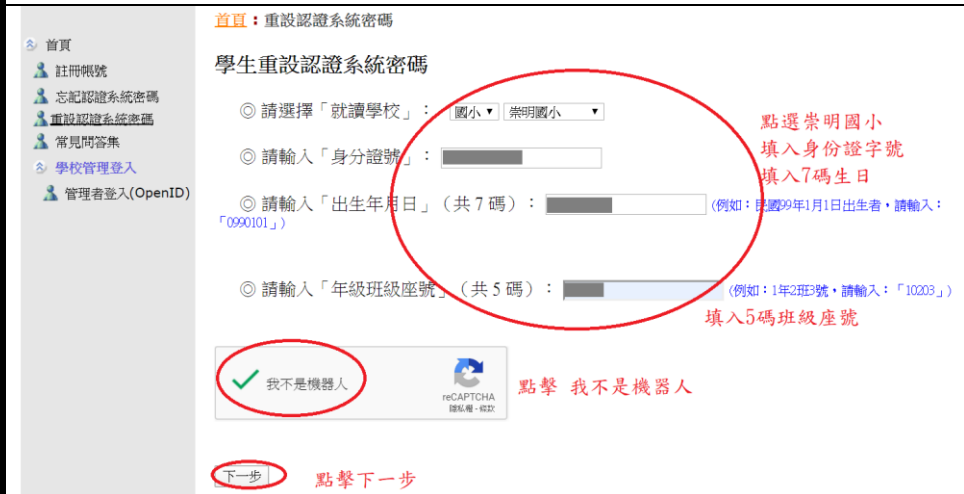 首頁：重設認證系統密碼
首頁
註冊帳號
忘記認證系統密碼
重設認證系統密碼
常見問答集
學校管理登入
管理者登入(OpenID)
學生重設認證系統密碼
◎ 請選擇「就讀學校」： 國小 崇明國小
◎ 請輸入「身分證號」：
◎ 請輸入「出生年月日」（共 7 碼）： (例如：民國99年1月1日出生者，請輸入：
「0990101」)
◎ 請輸入「年級班級座號」（共 5 碼）： (例如：1年2班3號，請輸入：「10203」)
點選崇明國小
填入身份證字號
填入7碼生日
填入5碼班級座號
我不是機器人
reCAPTCHA
隱私權 - 條款
點擊 我不是機器人
下一步
點擊下一步